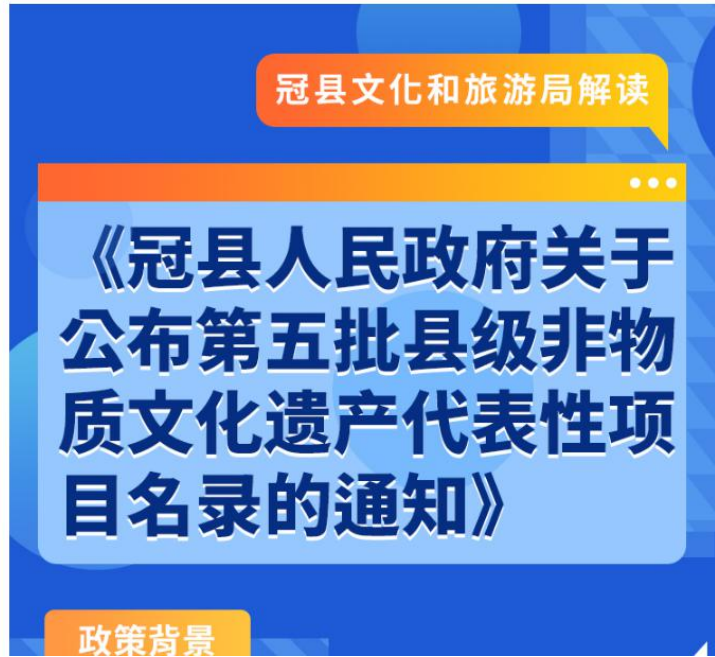 冠县文化和旅游局解读
《冠县人民政府关于
公布第五批县级非物
质文化遗产代表性项
目名录的通知》
政策背景